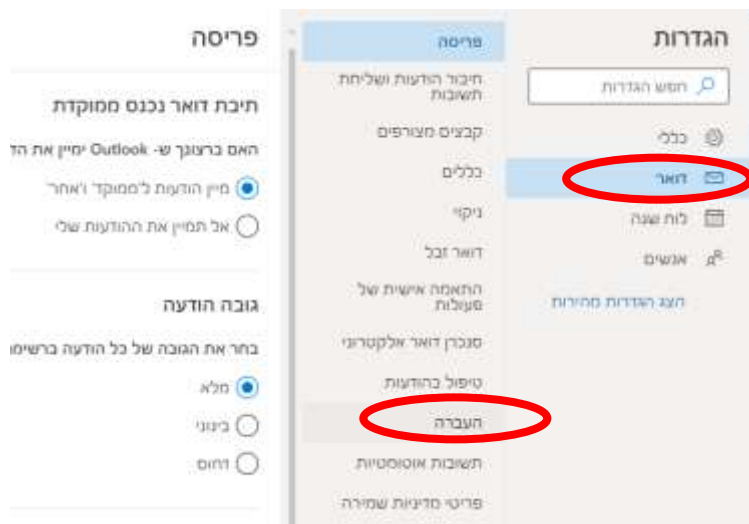 הגדרות
חפש הגדרות
כללי
דואר
לוח שנה
אנשים
הצג הגדרות מהירות
פריסה
חיבור הודעות ושליחת
תשובות
קבצים מצורפים
כללים
ניקוי
דואר זבל
התאמה אישית של
פעולות
סנכרן דואר אלקטרוני
טיפול בהודעות
העברה
תשובות אוטומטיות
פריטי מדיניות שמירה
פריסה
תיבת דואר נכנס ממוקדת
האם ברצונך ש- Outlook ימיין את הד
מיין הודעות ל'ממוקד' ו'אחר'
אל תמיין את ההודעות שלי
גובה הודעה
בחר את הגובה של כל הודעה ברשימ
מלא
בינוני
דחוס